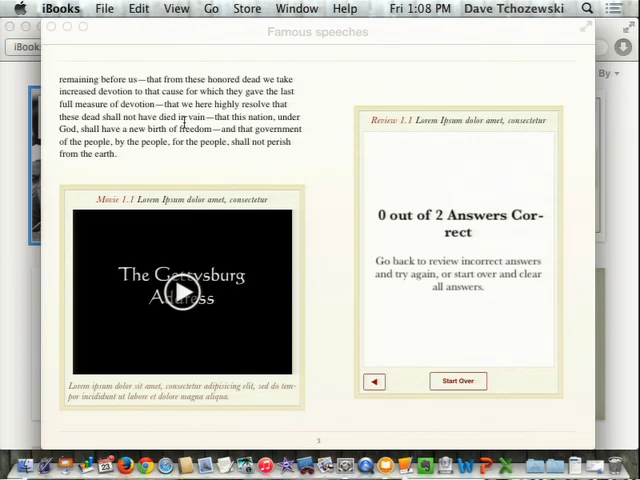 iBooks File Edit View Go Store Window Help Fri 1:08 PM Dave Tchozewski
Famous speeches
iBook
By
remaining before us—that from these honored dead we take
increased devotion to that cause for which they gave the last
full measure of devotion—that we here highly resolve that
these dead shall not have died in vain—that this nation, under
God, shall have a new birth of freedom—and that government
of the people, by the people, for the people, shall not perish
from the earth.
Movie 1.1 Lorem Ipsum dolor amet, consectetur
The Gettysburg
Address
Lorem ipsum dolor sit amet, consectetur adipisicing elit, sed do tem-
por incididunt ut labore et dolore magna aliqua.
Review 1.1 Lorem Ipsum dolor amet, consectetur
0 out of 2 Answers Cor-
rect
Go back to review incorrect answers
and try again, or start over and clear
all answers.
Start Over
3